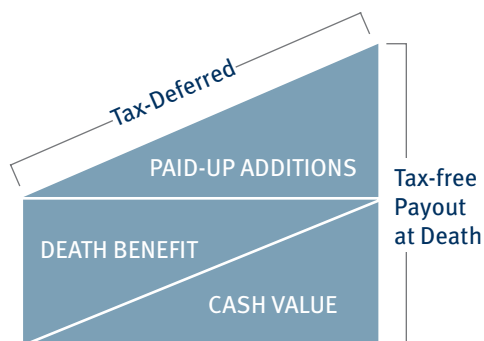 Tax-Deferred
PAID-UP ADDITIONS
Tax-free
Payout
at Death
DEATH BENEFIT
CASH VALUE